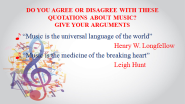 DO YOU AGREE OR DISAGREE WITH THESE
QUOTATIONS ABOUT MUSIC?
GIVE YOUR ARGUMENTS
"Music is the universal language of the world"
Henry W. Longfellow
"Music is the medicine of the breaking heart"
Leigh Hunt